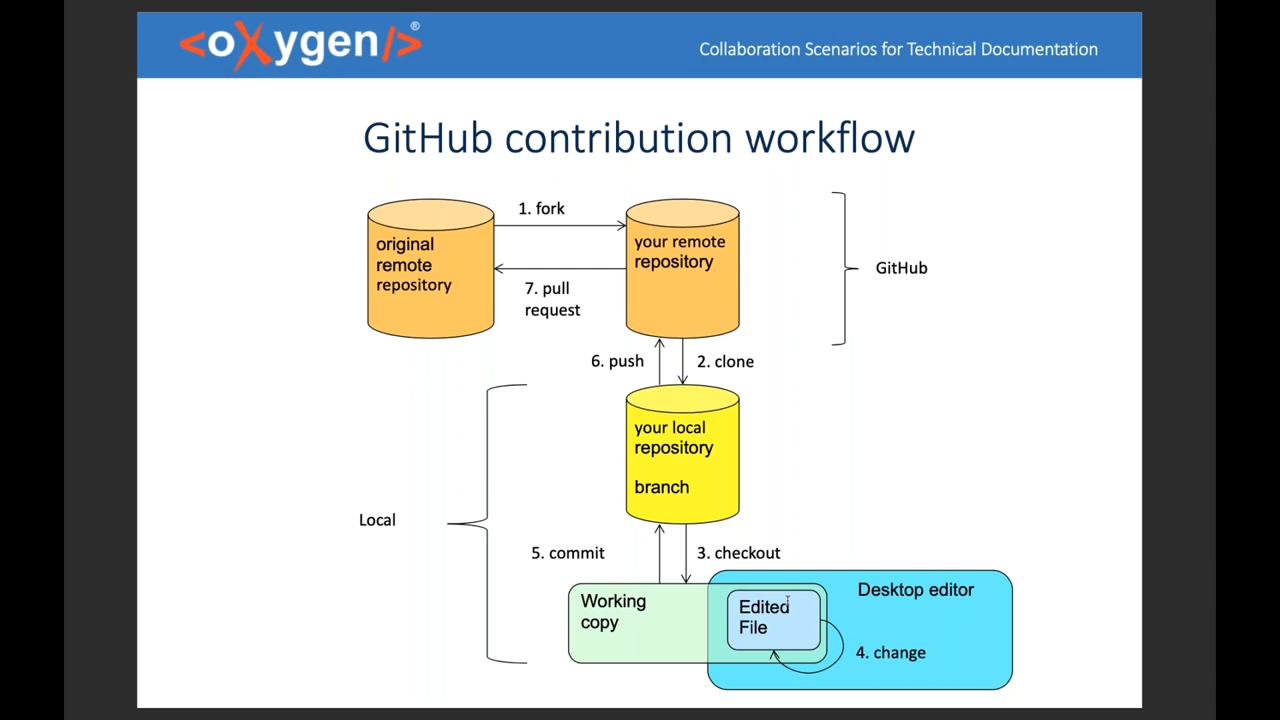 <oXygen/>®
Collaboration Scenarios for Technical Documentation
GitHub contribution workflow
1. fork
original
remote
repository
your remote
repository
GitHub
7. pull
request
6. push
2. clone
your local
repository
branch
Local
5. commit
3. checkout
Working
copy
Edited
File
Desktop editor
4. change